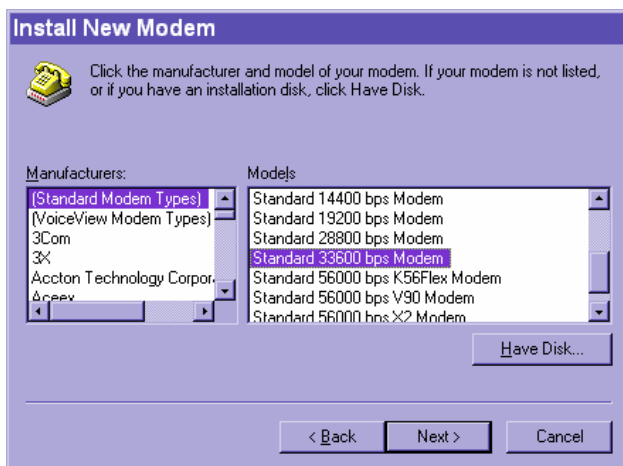 Install New Modem
Click the manufacturer and model of your modem. If your modem is not listed,
or if you have an installation disk, click Have Disk.
Manufacturers:
(Standard Modem Types)
(VoiceView Modem Types)
3Com
3X
Accton Technology Corpor
Aceex
Models
Standard 14400 bps Modem
Standard 19200 bps Modem
Standard 28800 bps Modem
Standard 33600 bps Modem
Standard 56000 bps K56Flex Modem
Standard 56000 bps V90 Modem
Standard 56000 bps X2 Modem
Have Disk...
< Back
Next >
Cancel